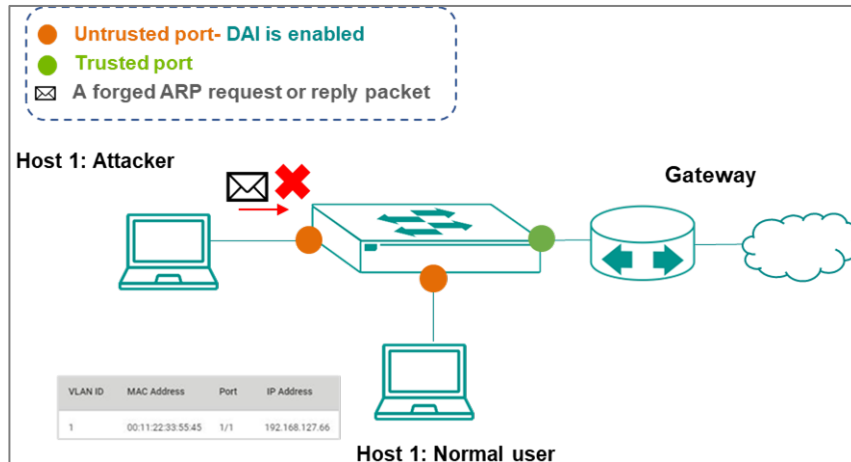 Untrusted port- DAI is enabled
Trusted port
A forged ARP request or reply packet
Host 1: Attacker
Gateway
VLAN ID MAC Address Port IP Address
1 00:11:22:33:55:45 1/1 192.168.127.66
Host 1: Normal user